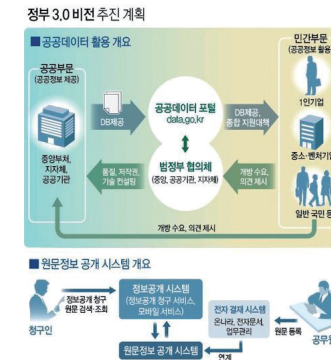 정부 3.0 비전 추진 계획
■ 공공데이터 활용 개요
공공부문
(공공정보 제공)
중앙부처,
지자체,
공공기관
DB제공
품질, 저작권,
기술 컨설팅
공공데이터 포털
data.go.kr
범정부 협의체
(중앙, 공공기관, 지자체)
DB제공,
종합 지원대책
개방 수요,
의견 제시
민간부문
(공공정보 활용
1인기업
중소·벤처기업
일반 국민 등
개방 수요, 의견 제시
■ 원문정보 공개 시스템 개요
청구인
정보공개 청구
원문 검색·조회
정보공개 시스템
(정보공개 청구 서비스,
모바일 서비스)
원문정보 공개 시스템
연계
전자 결재 시스템
온나라, 전자문서,
업무관리
원문 등록
공무원